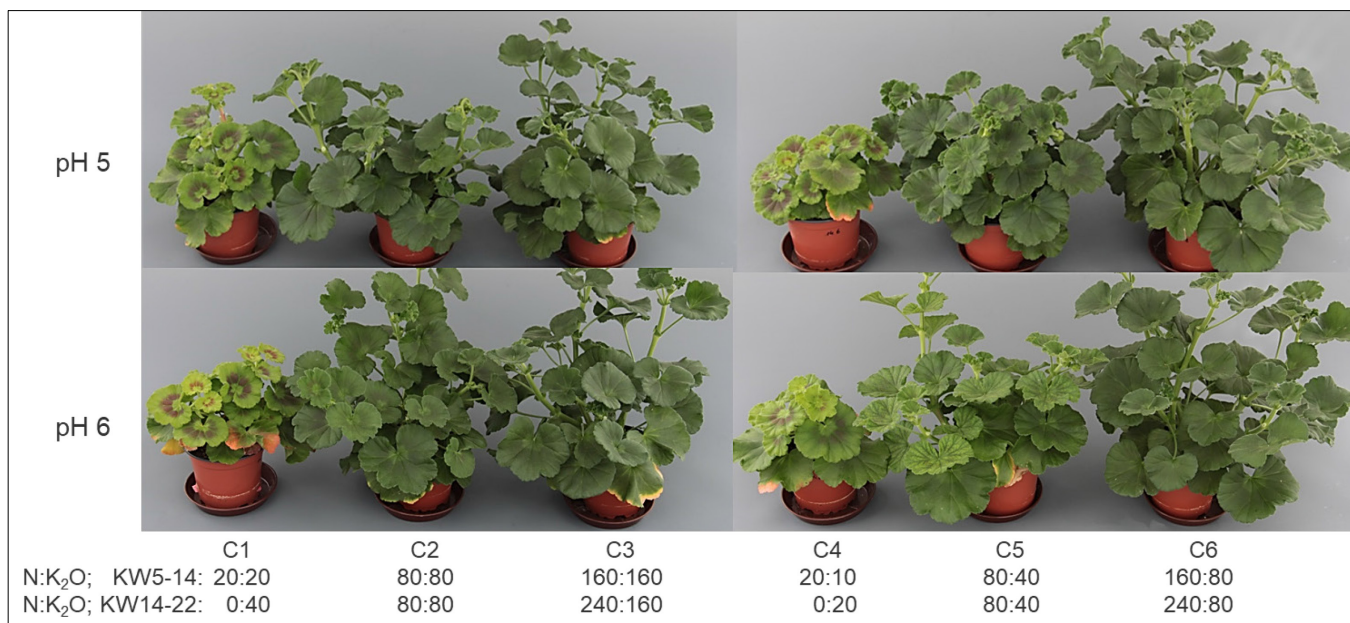 pH 5
pH 6
C1 C2 C3 C4 C5 C6
N:K₂O; KW5-14: 20:20 80:80 160:160 20:10 80:40 160:80
N:K₂O; KW14-22: 0:40 80:80 240:160 0:20 80:40 240:80